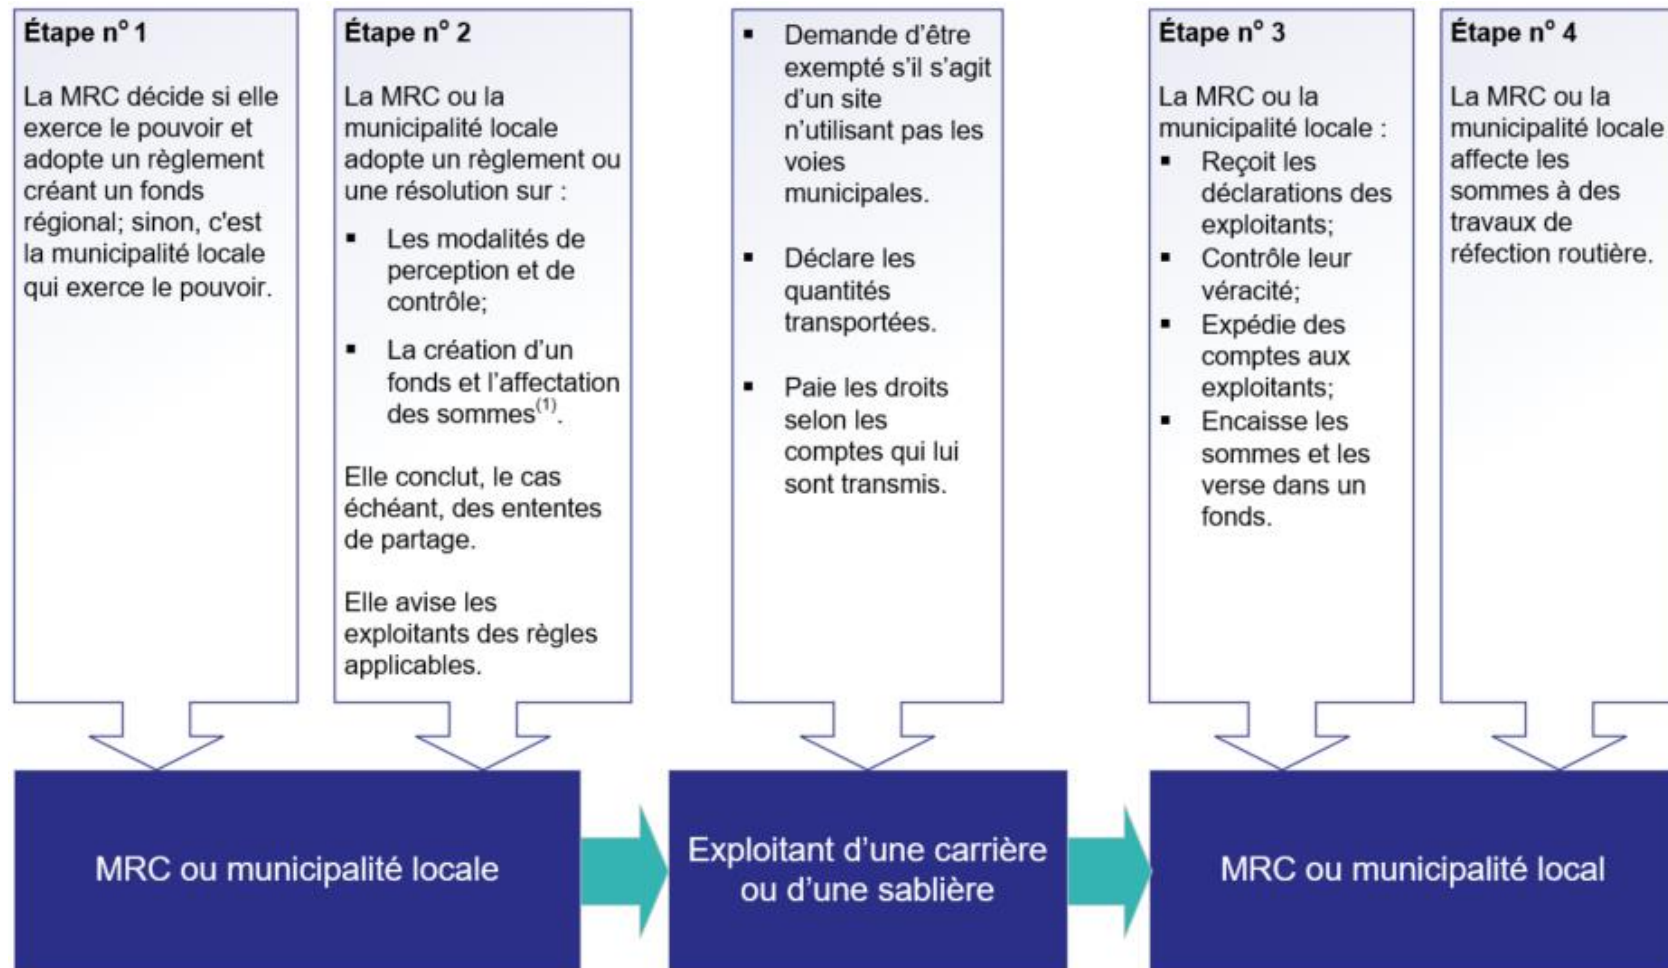 Étape nº 1
La MRC décide si elle
exerce le pouvoir et
adopte un règlement
créant un fonds
régional; sinon, c'est
la municipalité locale
qui exerce le pouvoir.
Étape nº 2
La MRC ou la
municipalité locale
adopte un règlement ou
une résolution sur :
▪ Les modalités de
perception et de
contrôle;
▪ La création d’un
fonds et l’affectation
des sommes(1).
Elle conclut, le cas
échéant, des ententes
de partage.
Elle avise les
exploitants des règles
applicables.
▪ Demande d’être
exempté s’il s’agit
d’un site
n’utilisant pas les
voies
municipales.
▪ Déclare les
quantités
transportées.
▪ Paie les droits
selon les
comptes qui lui
sont transmis.
Étape nº 3
La MRC ou la
municipalité locale :
▪ Reçoit les
déclarations des
exploitants;
▪ Contrôle leur
véracité;
▪ Expédie des
comptes aux
exploitants;
▪ Encaisse les
sommes et les
verse dans un
fonds.
Étape nº 4
La MRC ou la
municipalité locale
affecte les
sommes à des
travaux de
réfection routière.
MRC ou municipalité locale
Exploitant d’une carrière
ou d’une sablière
MRC ou municipalité local